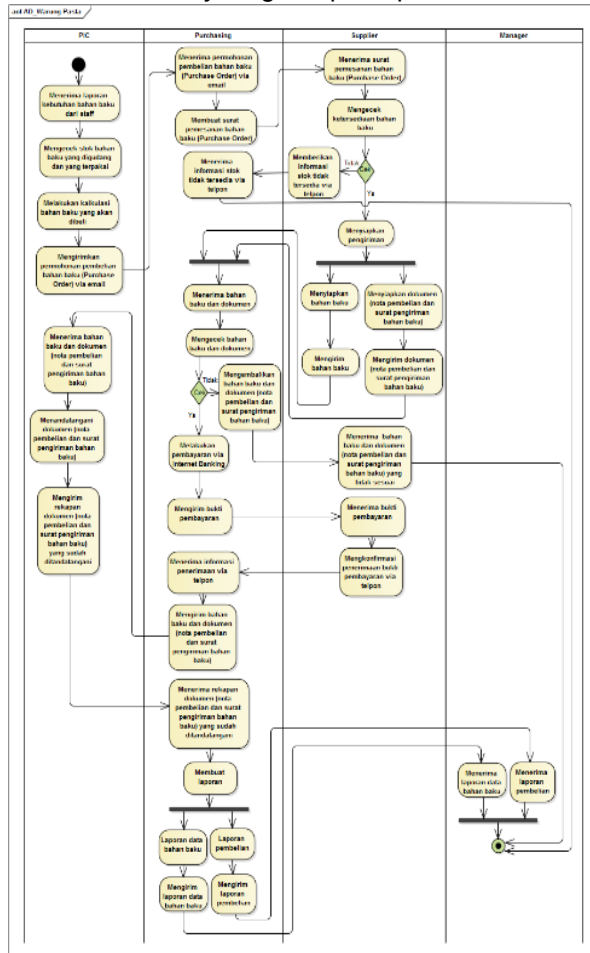 act AD_Warung Pasta
PIC
Purchasing
Supplier
Manager
Menerima laporan
kebutuhan bahan baku
dari staff
Mengecek stok bahan
baku yang digudang
dan yang terpakai
Melakukan kalkulasi
bahan baku yang akan
dibeli
Mengirimkan
permohonan pembelian
bahan baku (Purchase
Order) via email
Menerima permohonan
pembelian bahan baku
(Purchase Order) via
email
Membuat surat
pemesanan bahan
baku (Purchase Order)
Menerima surat
pemesanan bahan
baku (Purchase Order)
Mengecek
ketersediaan bahan
baku
Cek
Tidak
Ya
Memberikan
informasi stok tidak
tersedia via
telpon
Menerima
informasi stok
tidak tersedia via
telpon
Menyiapkan
pengiriman
Menyiapkan
bahan baku
Menyiapkan dokumen
(nota pembelian dan
surat pengiriman
bahan baku)
Mengirim
bahan baku
Mengirim dokumen
(nota pembelian dan
surat pengiriman
bahan baku)
Menerima bahan
baku dan dokumen
Mengecek bahan
baku dan dokumen
Cek
Tidak
Ya
Mengembalikan
bahan baku dan
dokumen (nota
pembelian dan
surat pengiriman
bahan baku)
Menerima bahan
baku dan dokumen
(nota pembelian dan
surat pengiriman
bahan baku) yang
tidak sesuai
Melakukan
pembayaran via
Internet Banking
Mengirim bukti
pembayaran
Menerima bukti
pembayaran
Mengkonfirmasi
penerimaan bukti
pembayaran via
telpon
Menerima informasi
penerimaan via
telpon
Mengirim bahan
baku dan dokumen
(nota pembelian
dan surat
pengiriman bahan
baku)
Menerima bahan
baku dan dokumen
(nota pembelian
dan surat
pengiriman bahan
baku)
Menandatangani
dokumen (nota
pembelian dan surat
pengiriman bahan
baku)
Mengirim
rekapan
dokumen (nota
pembelian dan
surat pengiriman
bahan baku)
yang sudah
ditandatangani
Menerima rekapan
dokumen (nota
pembelian dan surat
pengiriman bahan
baku) yang sudah
ditandatangani
Membuat
laporan
Laporan data
bahan baku
Laporan
pembelian
Mengirim
laporan data
bahan baku
Mengirim
laporan
pembelian
Menerima
laporan data
bahan baku
Menerima
laporan
pembelian